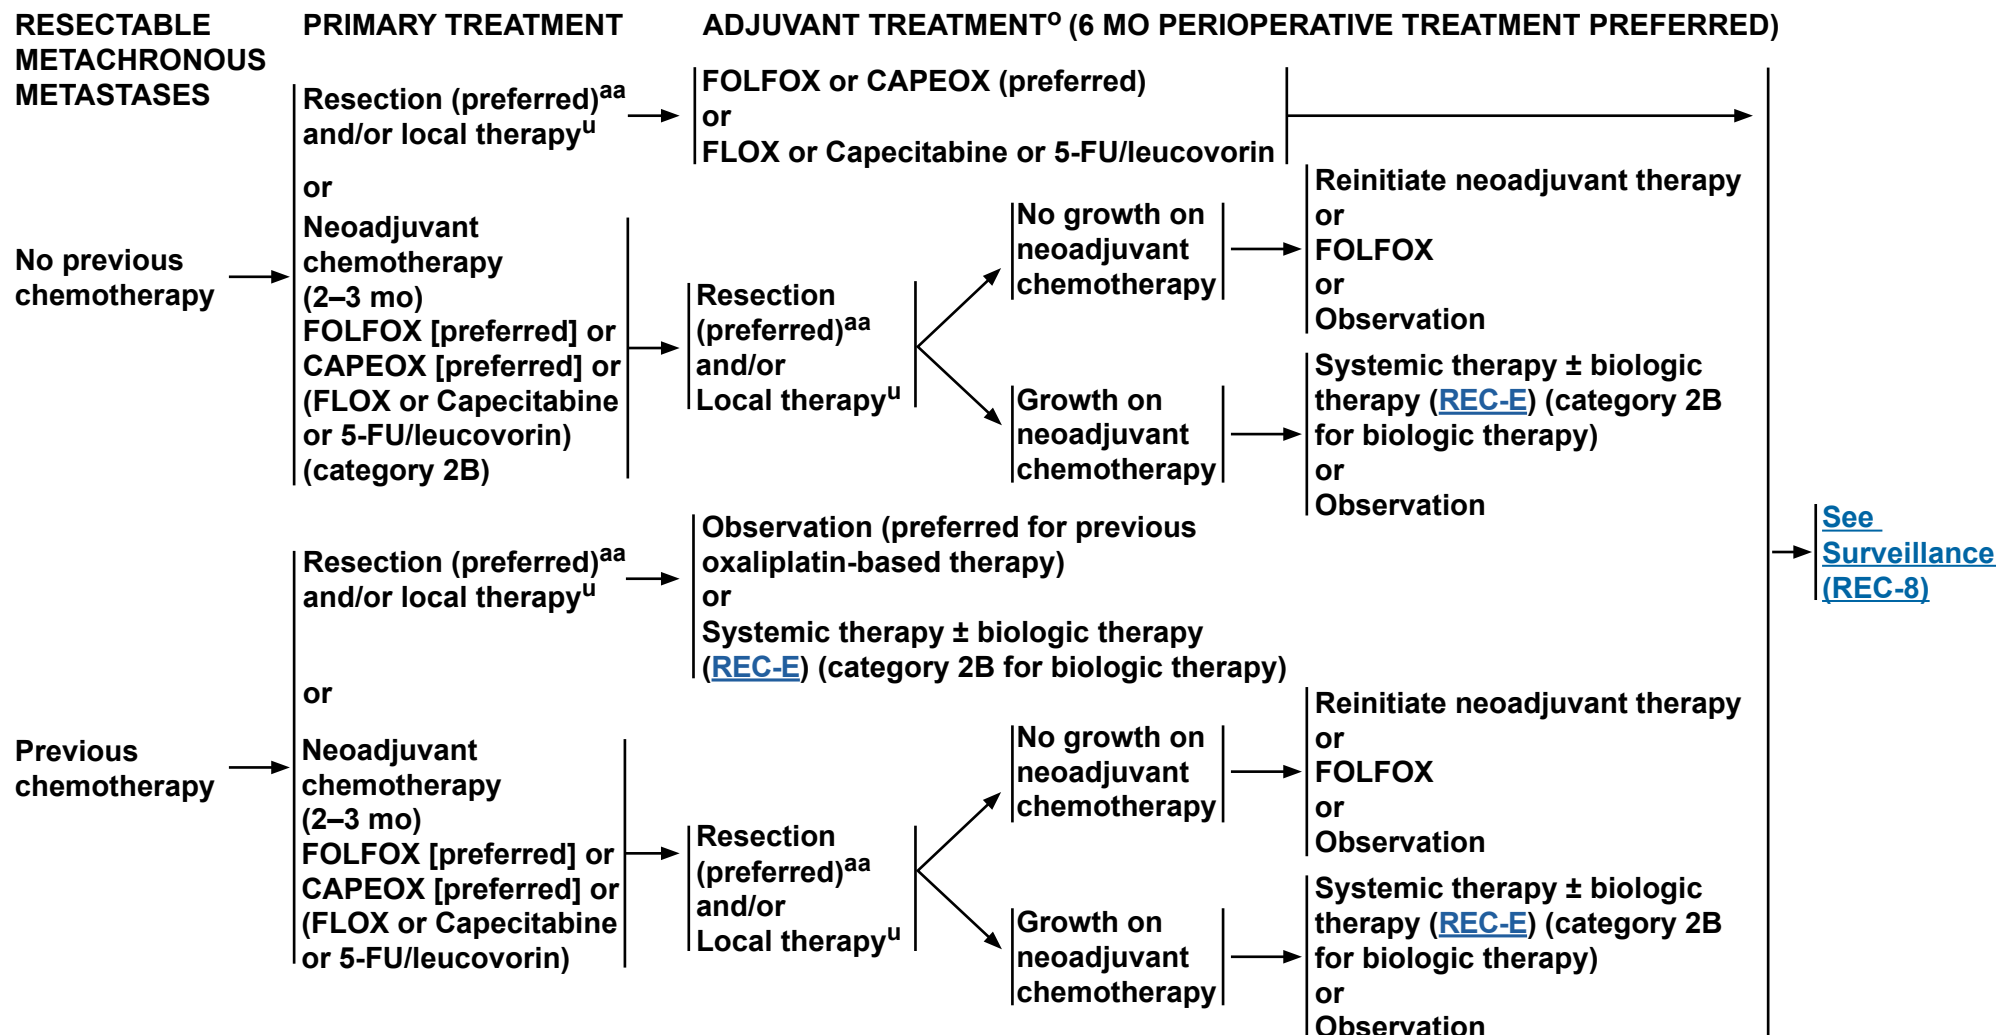 RESECTABLE
METACHRONOUS
METASTASES
PRIMARY TREATMENT
ADJUVANT TREATMENTº (6 MO PERIOPERATIVE TREATMENT PREFERRED)
No previous
chemotherapy
Resection (preferred)aa
and/or local therapyu
or
Neoadjuvant
chemotherapy
(2–3 mo)
FOLFOX [preferred] or
CAPEOX [preferred] or
(FLOX or Capecitabine
or 5-FU/leucovorin)
(category 2B)
FOLFOX or CAPEOX (preferred)
or
FLOX or Capecitabine or 5-FU/leucovorin
Resection
(preferred)aa
and/or
Local therapyu
No growth on
neoadjuvant
chemotherapy
Reinitiate neoadjuvant therapy
or
FOLFOX
or
Observation
Growth on
neoadjuvant
chemotherapy
Systemic therapy ± biologic
therapy (REC-E) (category 2B
for biologic therapy)
or
Observation
Previous
chemotherapy
Resection (preferred)aa
and/or local therapyu
or
Neoadjuvant
chemotherapy
(2–3 mo)
FOLFOX [preferred] or
CAPEOX [preferred] or
(FLOX or Capecitabine
or 5-FU/leucovorin)
Observation (preferred for previous
oxaliplatin-based therapy)
or
Systemic therapy ± biologic therapy
(REC-E) (category 2B for biologic therapy)
Resection
(preferred)aa
and/or
Local therapyu
No growth on
neoadjuvant
chemotherapy
Reinitiate neoadjuvant therapy
or
FOLFOX
or
Observation
Growth on
neoadjuvant
chemotherapy
Systemic therapy ± biologic
therapy (REC-E) (category 2B
for biologic therapy)
or
Observation
See
Surveillance
(REC-8)